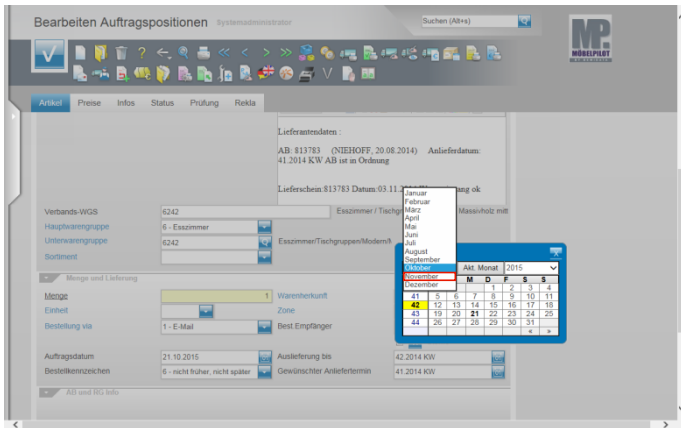 Bearbeiten Auftragspositionen Systemadministrator
Suchen (Alt+s)
MP
MÖBELPILOT
Artikel Preise Infos Status Prüfung Rekla
Lieferantendaten :
AB: 813783 (NIEHOFF, 20.08.2014) Anlieferdatum:
41.2014 KW AB ist in Ordnung
Lieferschein:813783 Datum:03.11.2 ung ok
Verbands-WGS 6242 Esszimmer / Tischgr Massivholz mitt
Hauptwarengruppe 6 - Esszimmer
Unterwarengruppe 6242 Esszimmer/Tischgruppen/Modern/
Sortiment
Januar
Februar
März
April
Mai
Juni
Juli
August
September
Oktober
November
Dezember
Akt. Monat 2015
M D F S S
1 2 3 4
41 5 6 7 8 9 10 11
42 12 13 14 15 16 17 18
43 19 20 21 22 23 24 25
44 26 27 28 29 30 31
« »
Menge und Lieferung
Menge 1 Warenherkunft
Einheit Zone
Bestellung via 1 - E-Mail Best.Empfänger
Auftragsdatum 21.10.2015 Auslieferung bis 42.2014 KW
Bestellkennzeichen 6 - nicht früher, nicht später Gewünschter Anliefertermin 41.2014 KW
AB und RG Info